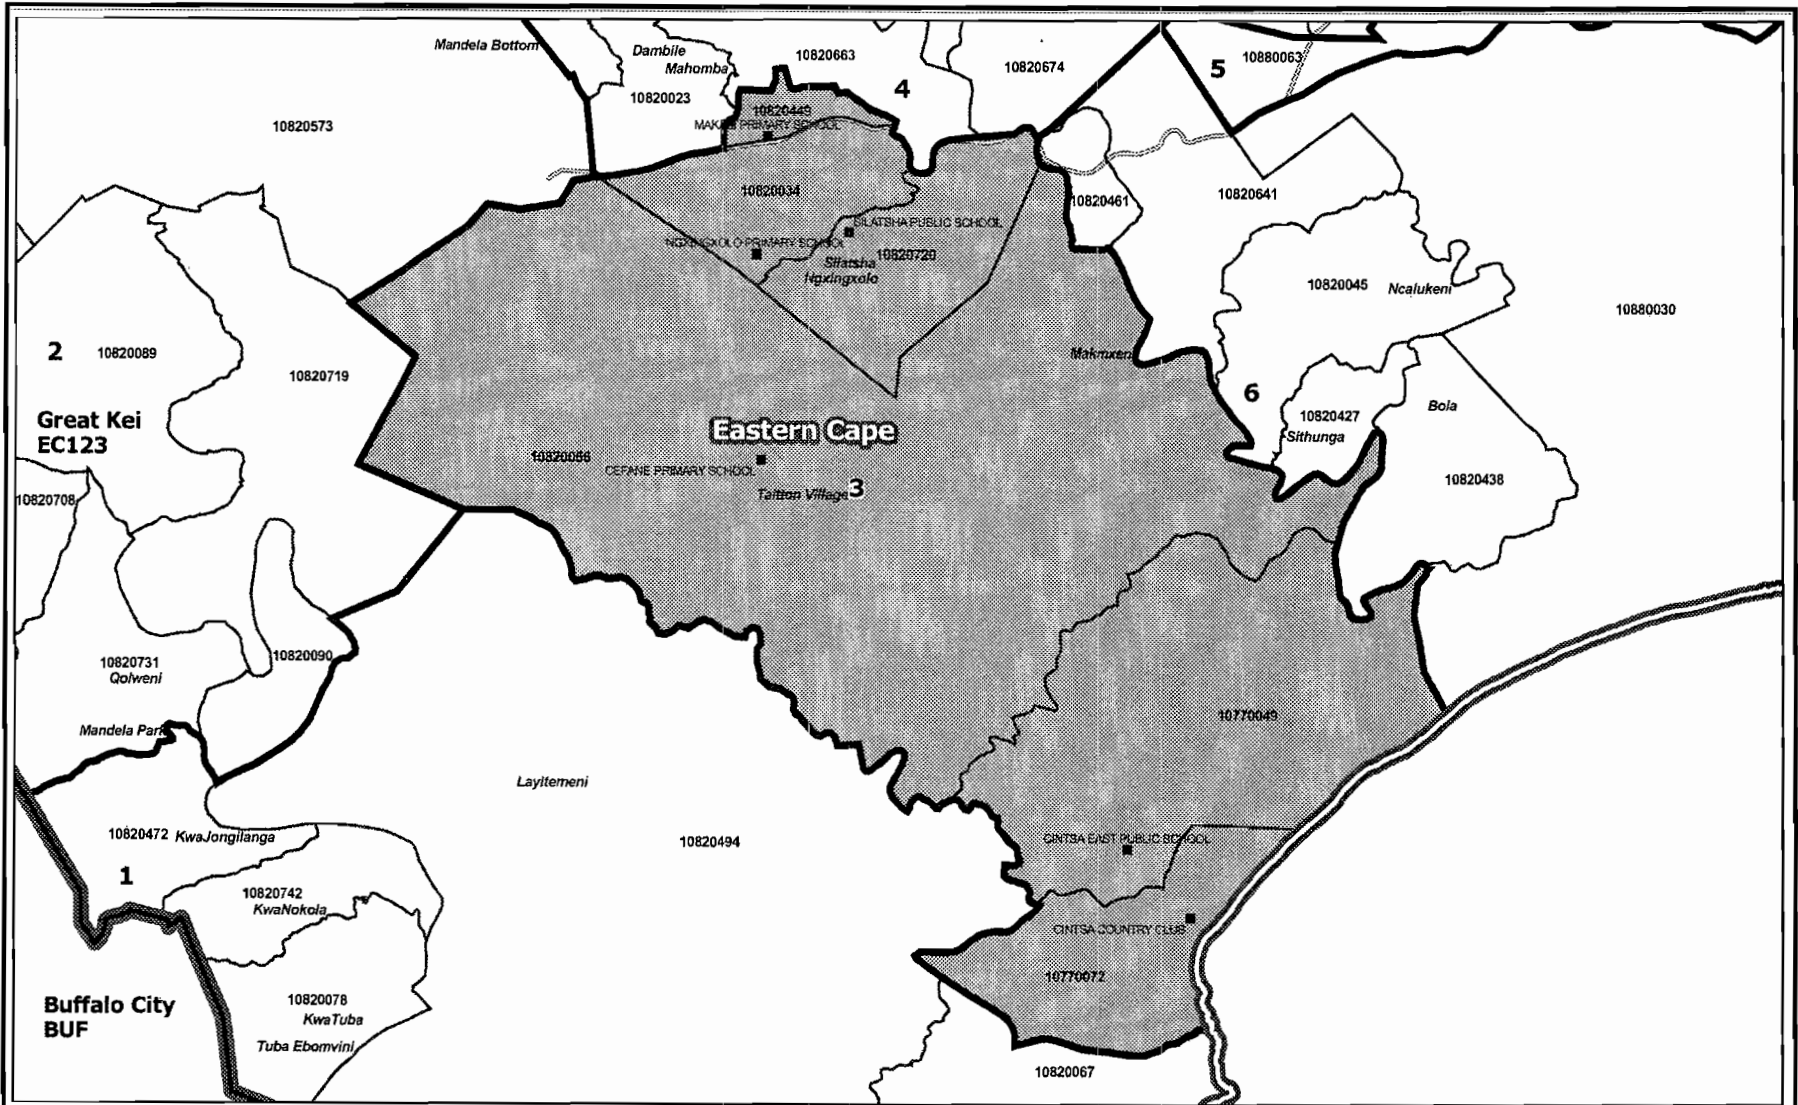 Mandela Bottom
Dambile
Mahomba
10820663
10820674
5
10880063
10820023
4
10820573
10820449
PRIMARY SCHOOL
10820034
10820461
10820641
SILATSHA PUBLIC SCHOOL
NGXINGXOLO PRIMARY SCHOOL
10820720
Silatsha
Ngxingxolo
10820045
Ncalukeni
10880030
2
10820089
10820719
6
Great Kei
EC123
Eastern Cape
10820427
Sithunga
Bola
10820056
CEFANE PRIMARY SCHOOL
Taitton Village
3
10820708
10820438
10820731
Qolweni
10820090
Mandela Park
10770049
Layitemeni
10820472
KwaJongilanga
10820494
CINTSA EAST PUBLIC SCHOOL
1
10820742
KwaNokola
CINTSA COUNTRY CLUB
10770072
Buffalo City
BUF
10820078
KwaTuba
Tuba Ebomvini
10820067